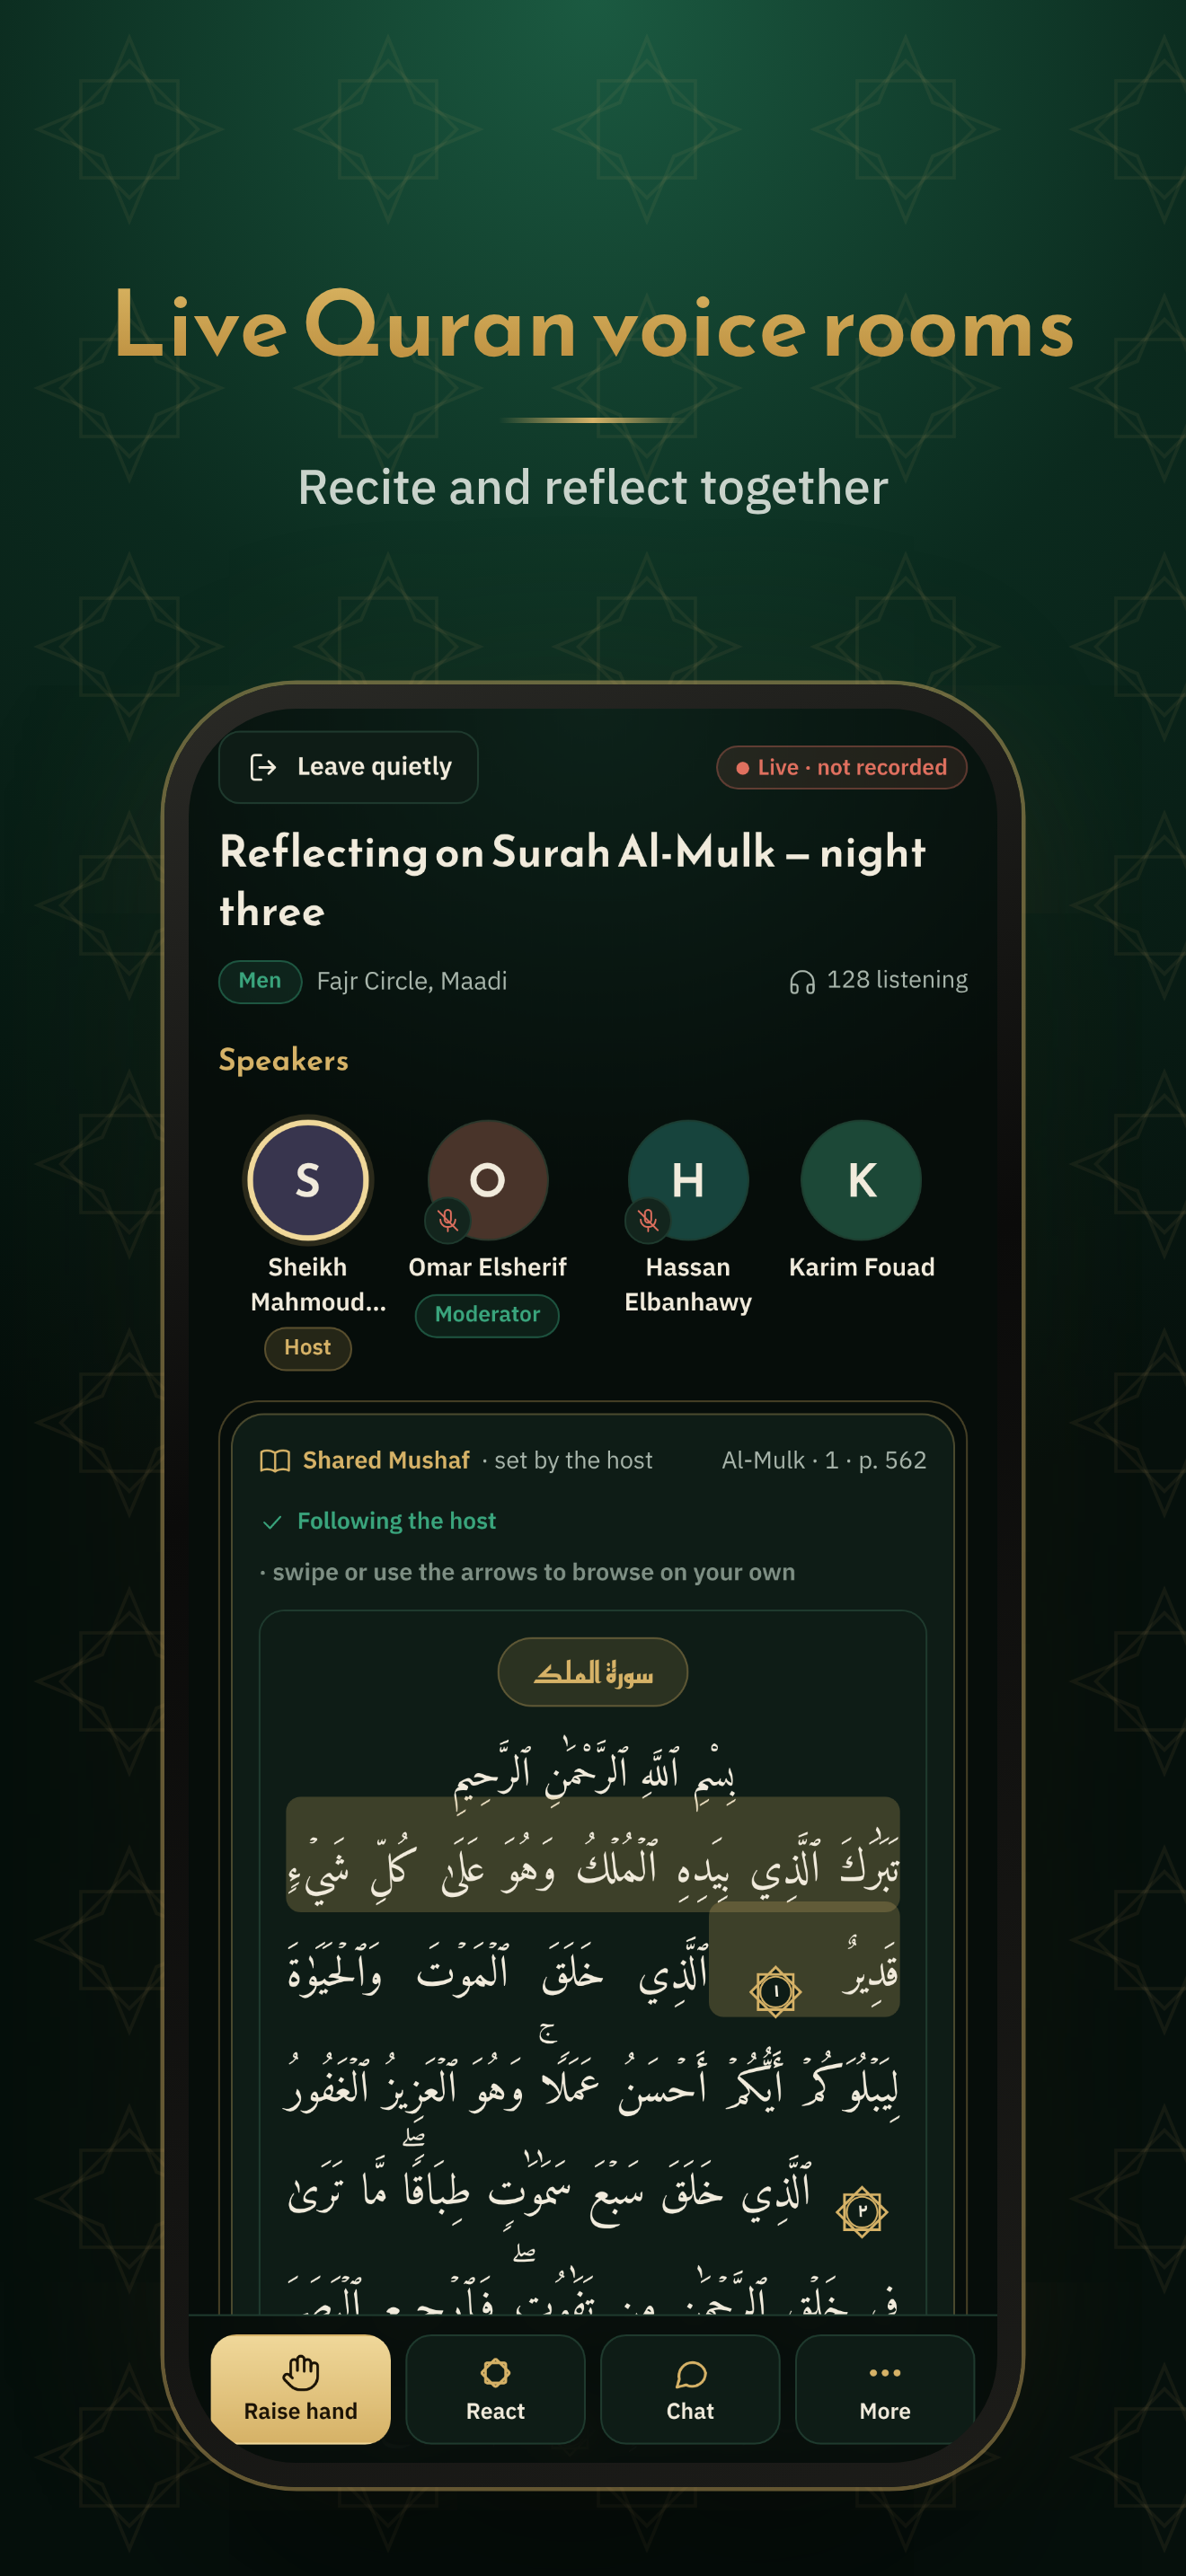 Live Quran voice rooms
Recite and reflect together
Leave quietly
Live · not recorded
Reflecting on Surah Al-Mulk – night
three
Men
Fajr Circle, Maadi
128 listening
Speakers
S
O
H
K
Sheikh
Mahmoud...
Host
Omar Elsherif
Moderator
Hassan
Elbanhawy
Karim Fouad
Shared Mushaf · set by the host
Al-Mulk · 1 · p. 562
Following the host
· swipe or use the arrows to browse on your own
سورة الملك
بِسْمِ ٱللَّهِ ٱلرَّحْمَٰنِ ٱلرَّحِيمِ
تَبَٰرَكَ ٱلَّذِي بِيَدِهِ ٱلۡمُلۡكُ وَهُوَ عَلَىٰ كُلِّ شَيۡءٖ
قَدِيرٌ ١ ٱلَّذِي خَلَقَ ٱلۡمَوۡتَ وَٱلۡحَيَوٰةَ
لِيَبۡلُوَكُمۡ أَيُّكُمۡ أَحۡسَنُ عَمَلٗاۚ وَهُوَ ٱلۡعَزِيزُ ٱلۡغَفُورُ
٢ ٱلَّذِي خَلَقَ سَبۡعَ سَمَٰوَٰتٖ طِبَاقٗاۖ مَّا تَرَىٰ
فِي خَلۡقِ ٱلرَّحۡمَٰنِ مِن تَفَٰوُتٖۖ فَٱرۡجِعِ ٱلۡبَصَرَ
Raise hand
React
Chat
More